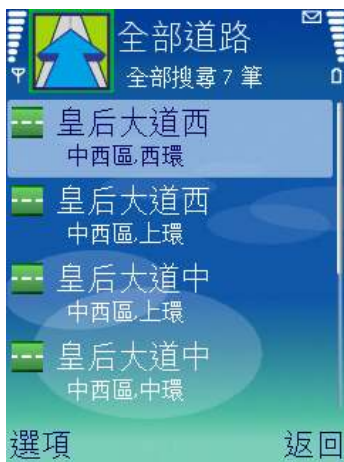 全部道路
全部搜尋7筆
皇后大道西
中西區,西環
皇后大道西
中西區,上環
皇后大道中
中西區,上環
皇后大道中
中西區,中環
選項
返回